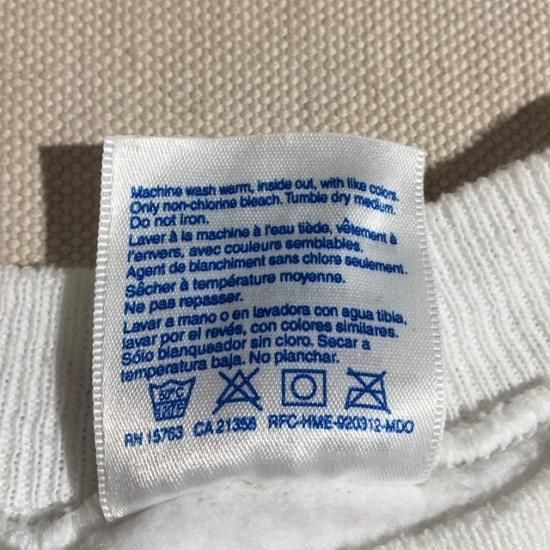 Machine wash warm, inside out, with like colors.
Only non-chlorine bleach. Tumble dry medium.
Do not iron.
Laver à la machine à l'eau tiède, vêtement à
l'envers, avec couleurs semblables.
Agent de blanchiment sans chlore seulement.
Sêcher à température moyenne.
Ne pas repasser.
Lavar a mano o en lavadora con agua tibia,
lavar por el revés, con colores similares.
Sólo blanqueador sin cloro. Secar a
temperatura baja. No planchar.
50°C
120°F
RN 15763 CA 21356 RFC-HME-920312-MDO